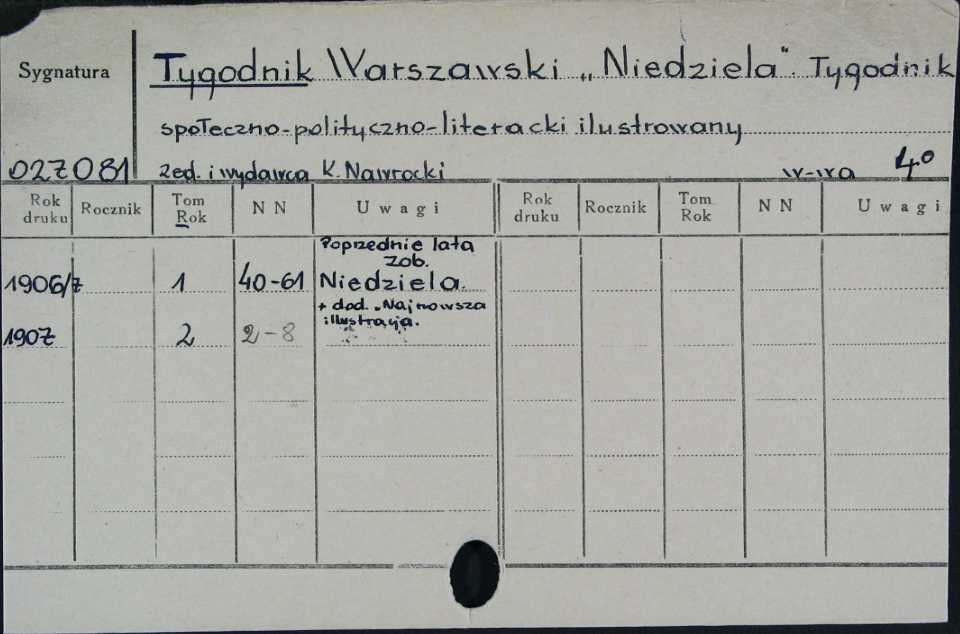 Sygnatura
Tygodnik Warszawski „Niedziela". Tygodnik
społeczno-polityczno-literacki ilustrowany
027081 red. i wydawca K. Nawrocki w-wa 4°
Rok druku Rocznik Tom Rok N N Uwagi Rok druku Rocznik Tom Rok N N Uwagi
Poprzednie lata
zob.
1906/7 1 40-61 Niedziela.
+ dod. „Najnowsza
illustracja.
1907 2 2-8